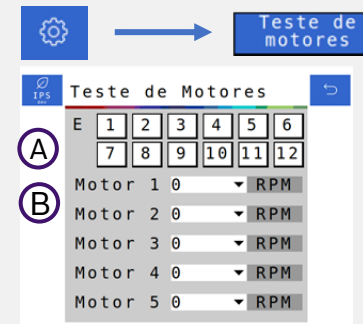 Teste de
motores
IPS
Teste de Motores
E 1 2 3 4 5 6
7 8 9 10 11 12
A
B
Motor 1 0 RPM
Motor 2 0 RPM
Motor 3 0 RPM
Motor 4 0 RPM
Motor 5 0 RPM